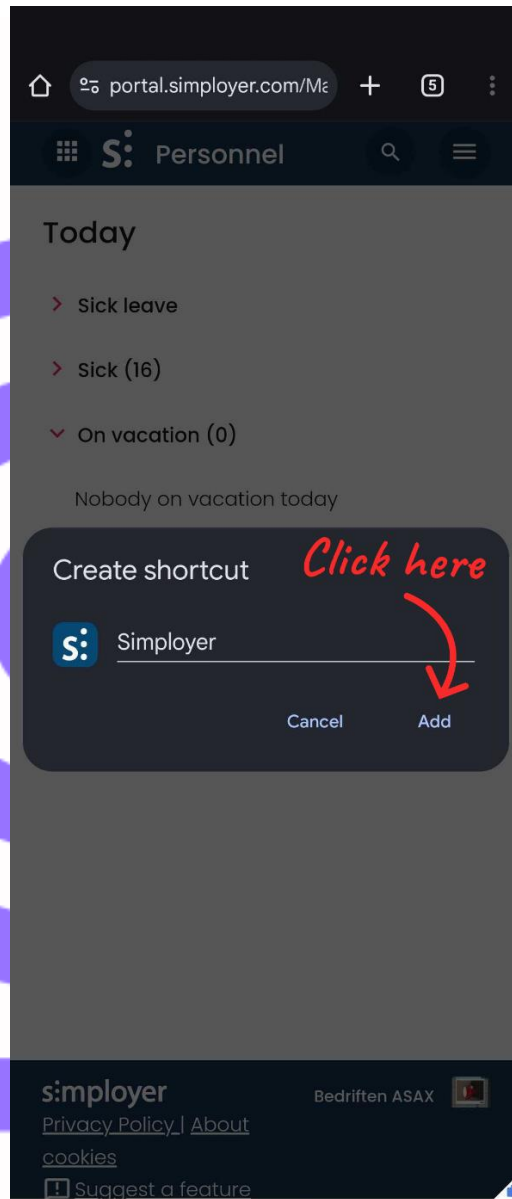 portal.simployer.com/Ma
5
s: Personnel
Today
Sick leave
Sick (16)
On vacation (0)
Nobody on vacation today
Create shortcut
Click here
s: Simployer
Cancel
Add
s:mployer
Bedriften ASAX
Privacy Policy | About
cookies
Suggest a feature